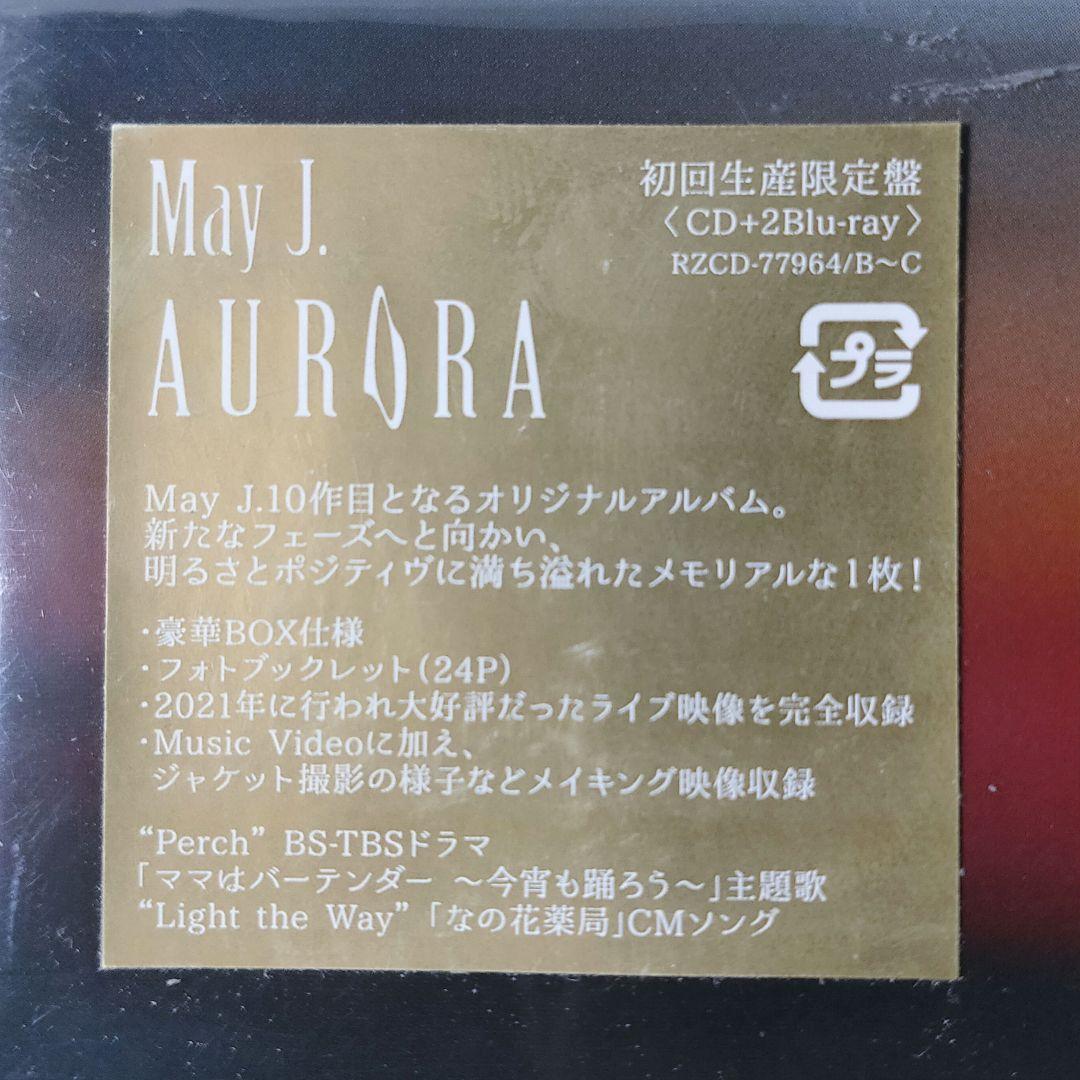 May J.
AURORA
初回生産限定盤
〈CD+2Blu-ray〉
RZCD-77964/B〜C
プラ
May J.10作目となるオリジナルアルバム。
新たなフェーズへと向かい、
明るさとポジティヴに満ち溢れたメモリアルな1枚！
・豪華BOX仕様
・フォトブックレット（24P）
・2021年に行われ大好評だったライブ映像を完全収録
・Music Videoに加え、
ジャケット撮影の様子などメイキング映像収録
“Perch” BS-TBSドラマ
「ママはバーテンダー 〜今宵も踊ろう〜」主題歌
“Light the Way”「なの花薬局」CMソング